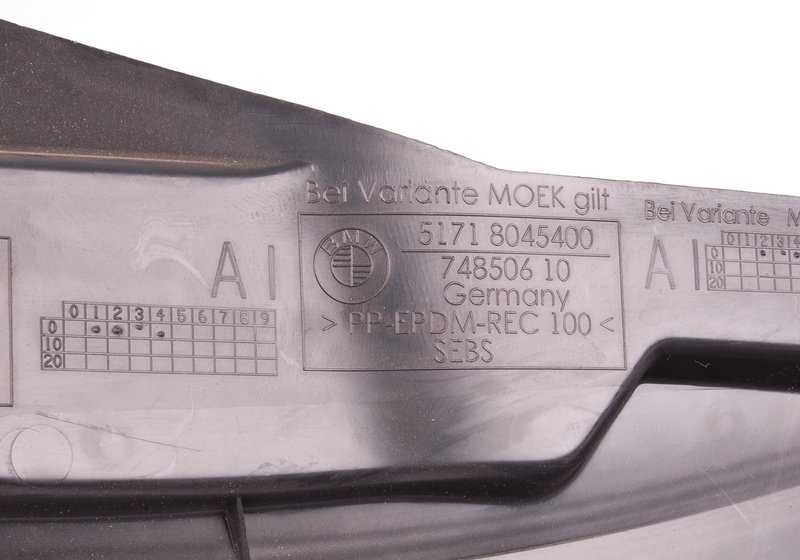 Bei Variante MOEK gilt
Bei Variante M
BMW
5171 8045400
748506 10
Germany
> PP-EPDM-REC 100 <
SEBS
AI
0 1 2 3 4 5 6 7 8 9
0
10
20
AI
0 1 2 3 4
0
10
20